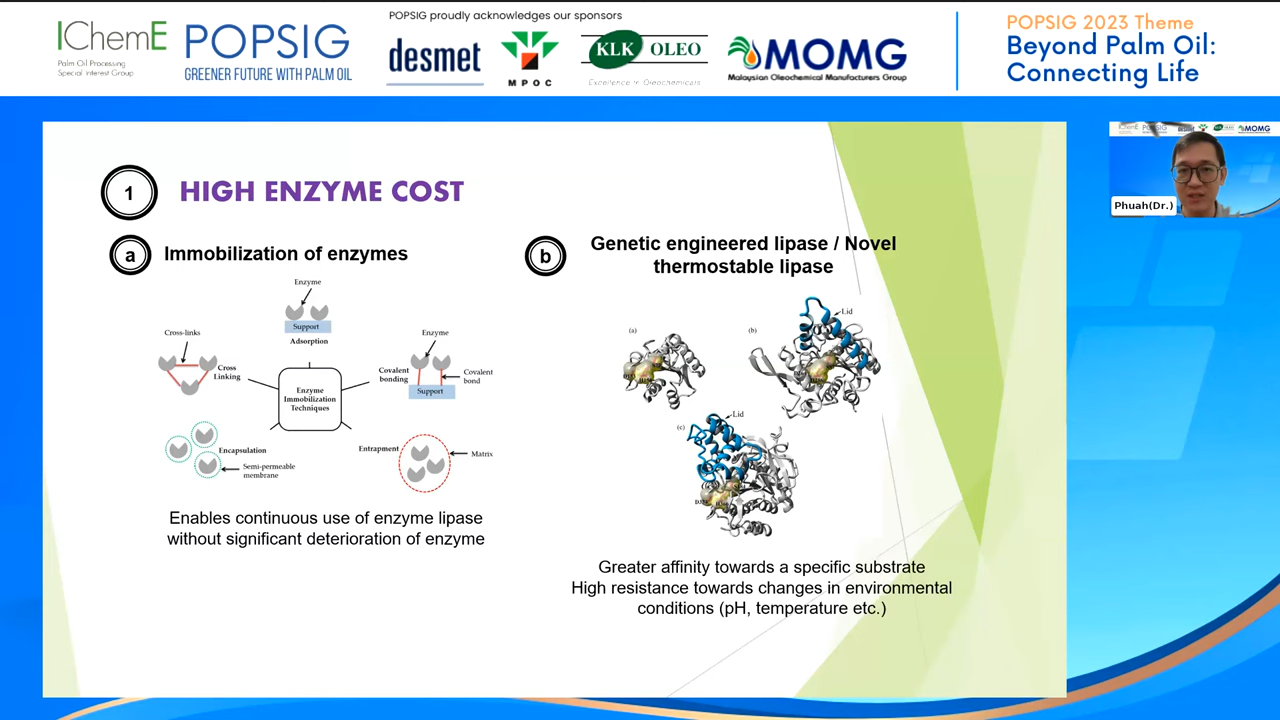 POPSIG proudly acknowledges our sponsors
IChemE
Palm Oil Processing
Special Interest Group
POPSIG
GREENER FUTURE WITH PALM OIL
desmet
MPOC
KLK OLEO
Excellence in Oleochemicals
MOMG
Malaysian Oleochemical Manufacturers Group
POPSIG 2023 Theme
Beyond Palm Oil:
Connecting Life
1
HIGH ENZYME COST
a
Immobilization of enzymes
Enzyme
Support
Adsorption
Cross-links
Cross
Linking
Enzyme
Covalent
bonding
Covalent
bond
Support
Enzyme
Immobilization
Techniques
Encapsulation
Semi-permeable
membrane
Entrapment
Matrix
Enables continuous use of enzyme lipase
without significant deterioration of enzyme
b
Genetic engineered lipase / Novel
thermostable lipase
(a)
(b)
Lid
(c)
Lid
Greater affinity towards a specific substrate
High resistance towards changes in environmental
conditions (pH, temperature etc.)
IChemE
POPSIG
desmet
MOMG
Phuah(Dr.)